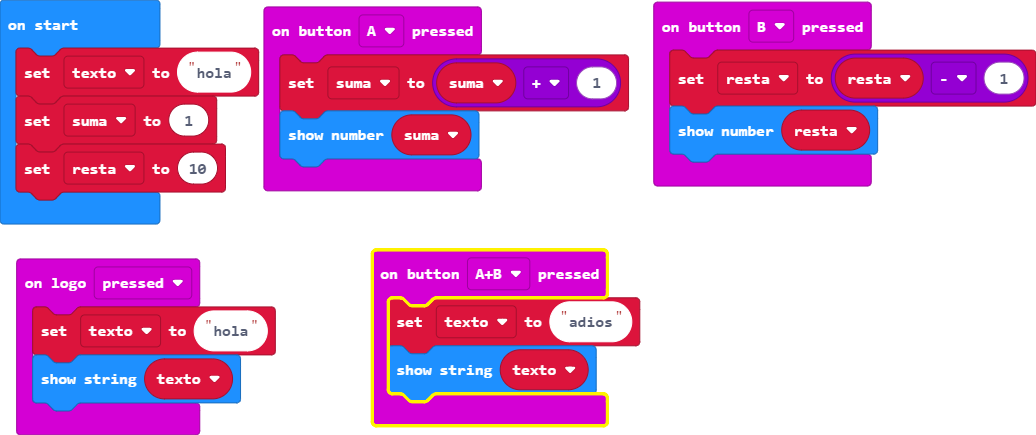 on start
set texto to "hola"
set suma to 1
set resta to 10
on button A pressed
set suma to suma + 1
show number suma
on button B pressed
set resta to resta - 1
show number resta
on logo pressed
set texto to "hola"
show string texto
on button A+B pressed
set texto to "adios"
show string texto